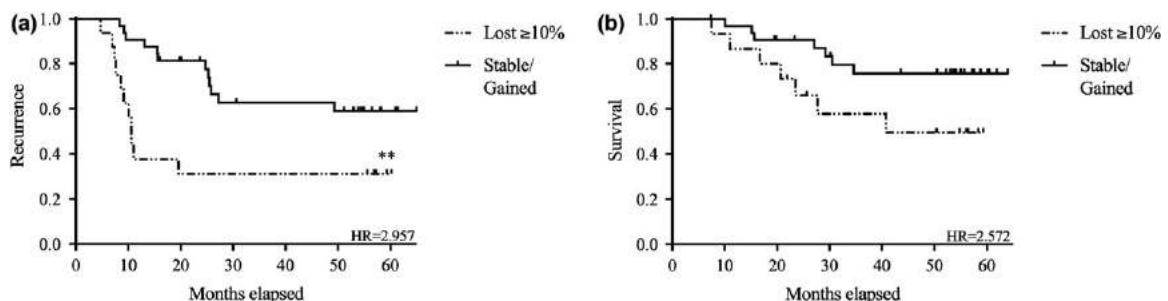 (a)
1.0
0.8
0.6
0.4
0.2
0.0
Recurrence
0 10 20 30 40 50 60
Months elapsed
**
HR=2.957
Lost ≥10%
Stable/
Gained
(b)
1.0
0.8
0.6
0.4
0.2
0.0
Survival
0 10 20 30 40 50 60
Months elapsed
HR=2.572
Lost ≥10%
Stable/
Gained